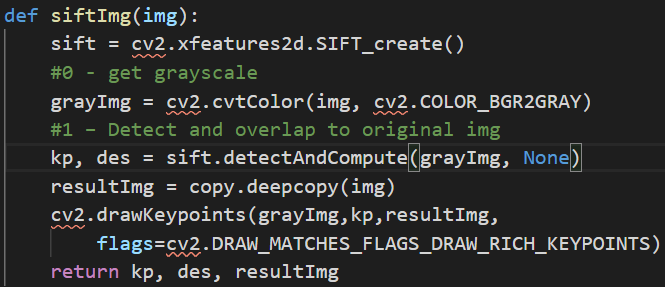 def siftImg(img):
    sift = cv2.xfeatures2d.SIFT_create()
    #0 - get grayscale
    grayImg = cv2.cvtColor(img, cv2.COLOR_BGR2GRAY)
    #1 – Detect and overlap to original img
    kp, des = sift.detectAndCompute(grayImg, None)
    resultImg = copy.deepcopy(img)
    cv2.drawKeypoints(grayImg,kp,resultImg,
        flags=cv2.DRAW_MATCHES_FLAGS_DRAW_RICH_KEYPOINTS)
    return kp, des, resultImg